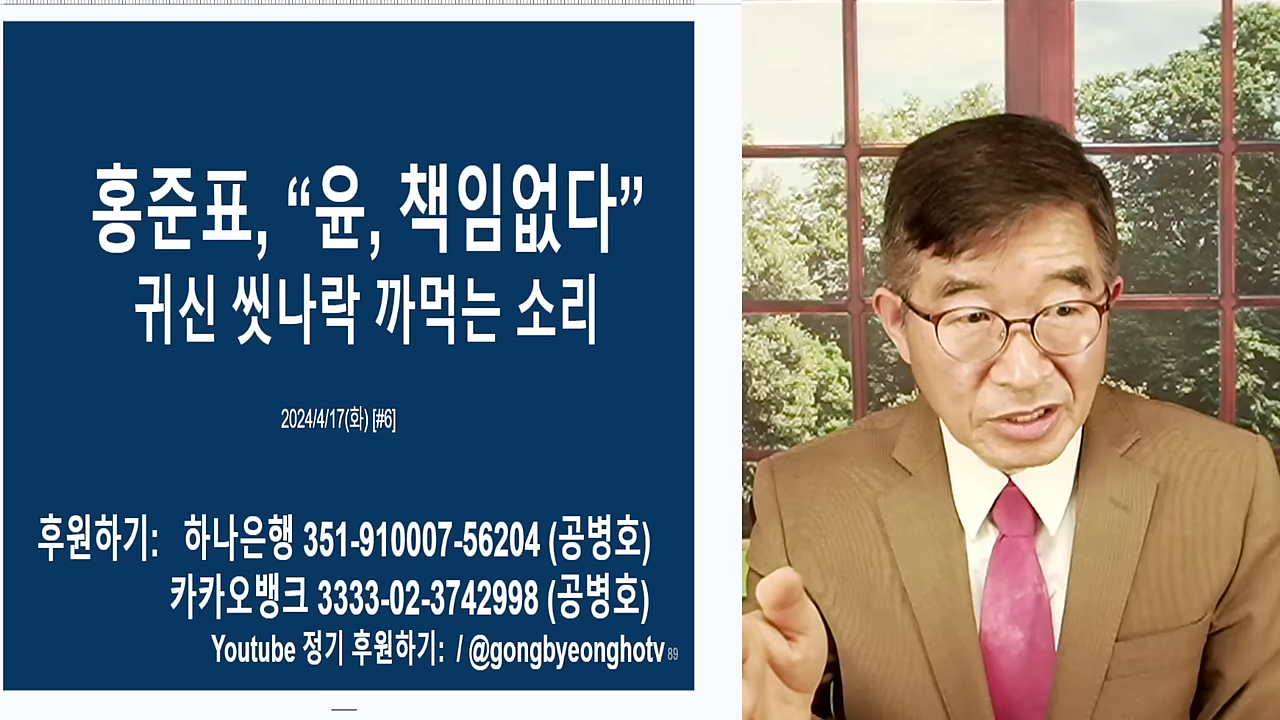 홍준표, “윤, 책임없다”
귀신 씻나락 까먹는 소리
2024/4/17(화) [#6]
후원하기: 하나은행 351-910007-56204 (공병호)
카카오뱅크 3333-02-3742998 (공병호)
Youtube 정기 후원하기: / @gongbyeonghotv
89